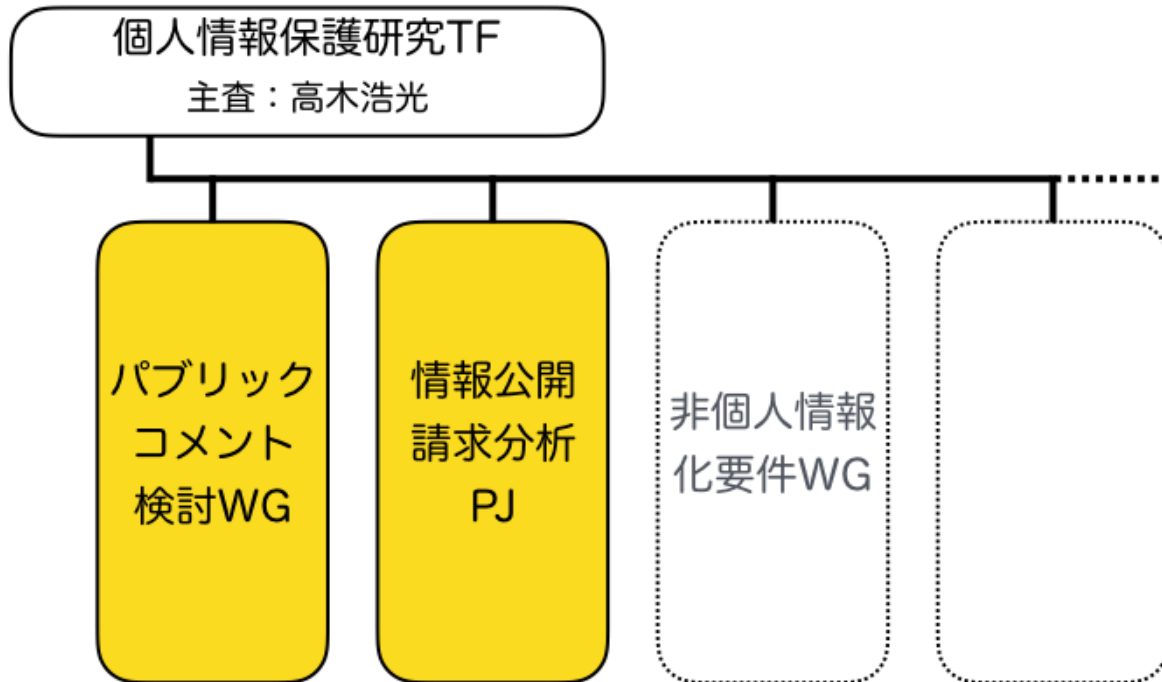 個人情報保護研究TF
主査：高木浩光
パブリック
コメント
検討WG
情報公開
請求分析
PJ
非個人情報
化要件WG